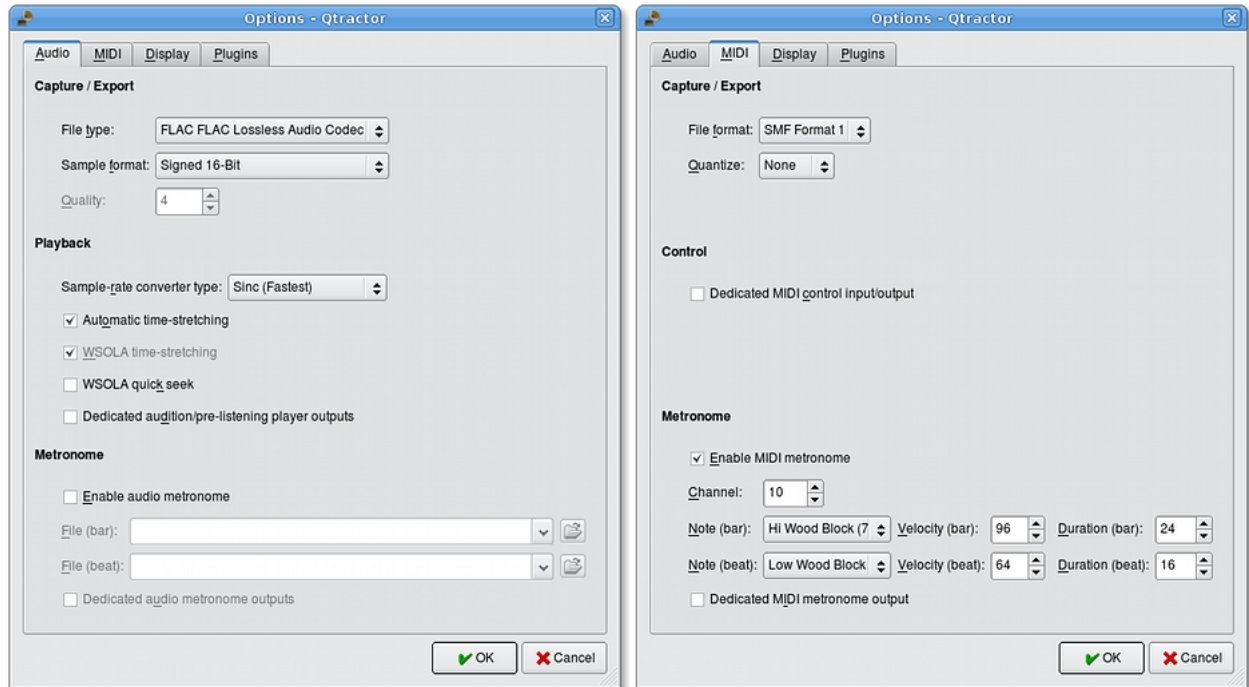 Options - Qtractor
Audio MIDI Display Plugins
Capture / Export
File type: FLAC FLAC Lossless Audio Codec
Sample format: Signed 16-Bit
Quality: 4
Playback
Sample-rate converter type: Sinc (Fastest)
Automatic time-stretching
WSOLA time-stretching
WSOLA quick seek
Dedicated audition/pre-listening player outputs
Metronome
Enable audio metronome
File (bar):
File (beat):
Dedicated audio metronome outputs
OK Cancel
Options - Qtractor
Audio MIDI Display Plugins
Capture / Export
File format: SMF Format 1
Quantize: None
Control
Dedicated MIDI control input/output
Metronome
Enable MIDI metronome
Channel: 10
Note (bar): Hi Wood Block (7 Velocity (bar): 96 Duration (bar): 24
Note (beat): Low Wood Block Velocity (beat): 64 Duration (beat): 16
Dedicated MIDI metronome output
OK Cancel